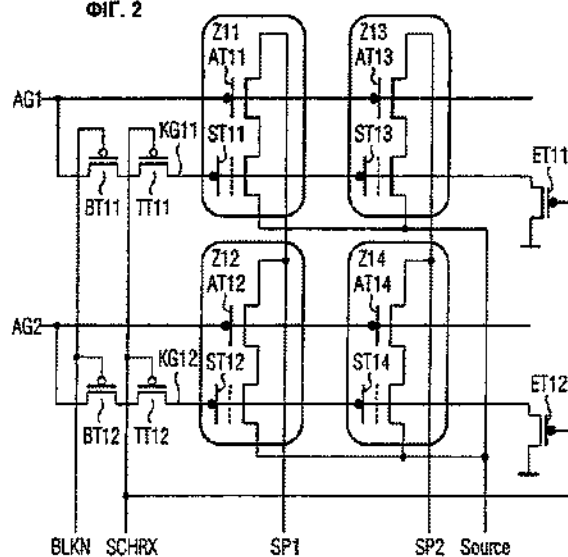 ФІГ. 2
Z11
AT11
Z13
AT13
AG1
KG11
ST11
ST13
ET11
BT11
TT11
Z12
AT12
Z14
AT14
AG2
KG12
ST12
ST14
ET12
BT12
TT12
BLKN
SCHRX
SP1
SP2
Source